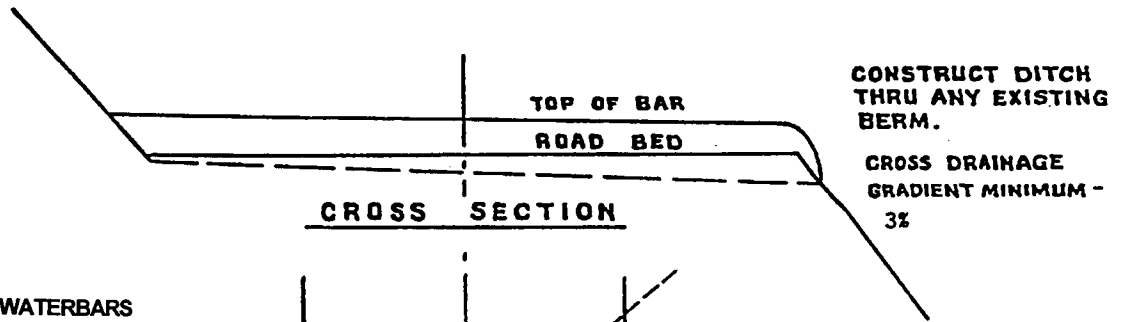 CONSTRUCT DITCH
THRU ANY EXISTING
BERM.
TOP OF BAR
ROAD BED
CROSS DRAINAGE
GRADIENT MINIMUM -
3%
CROSS SECTION
WATERBARS